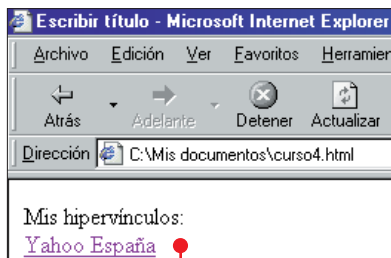 Escribir título - Microsoft Internet Explorer
Archivo Edición Ver Favoritos
Atrás Adelante Detener Actualizar
Dirección C:\Mis documentos\curso4.html
Mis hipervínculos:
Yahoo España